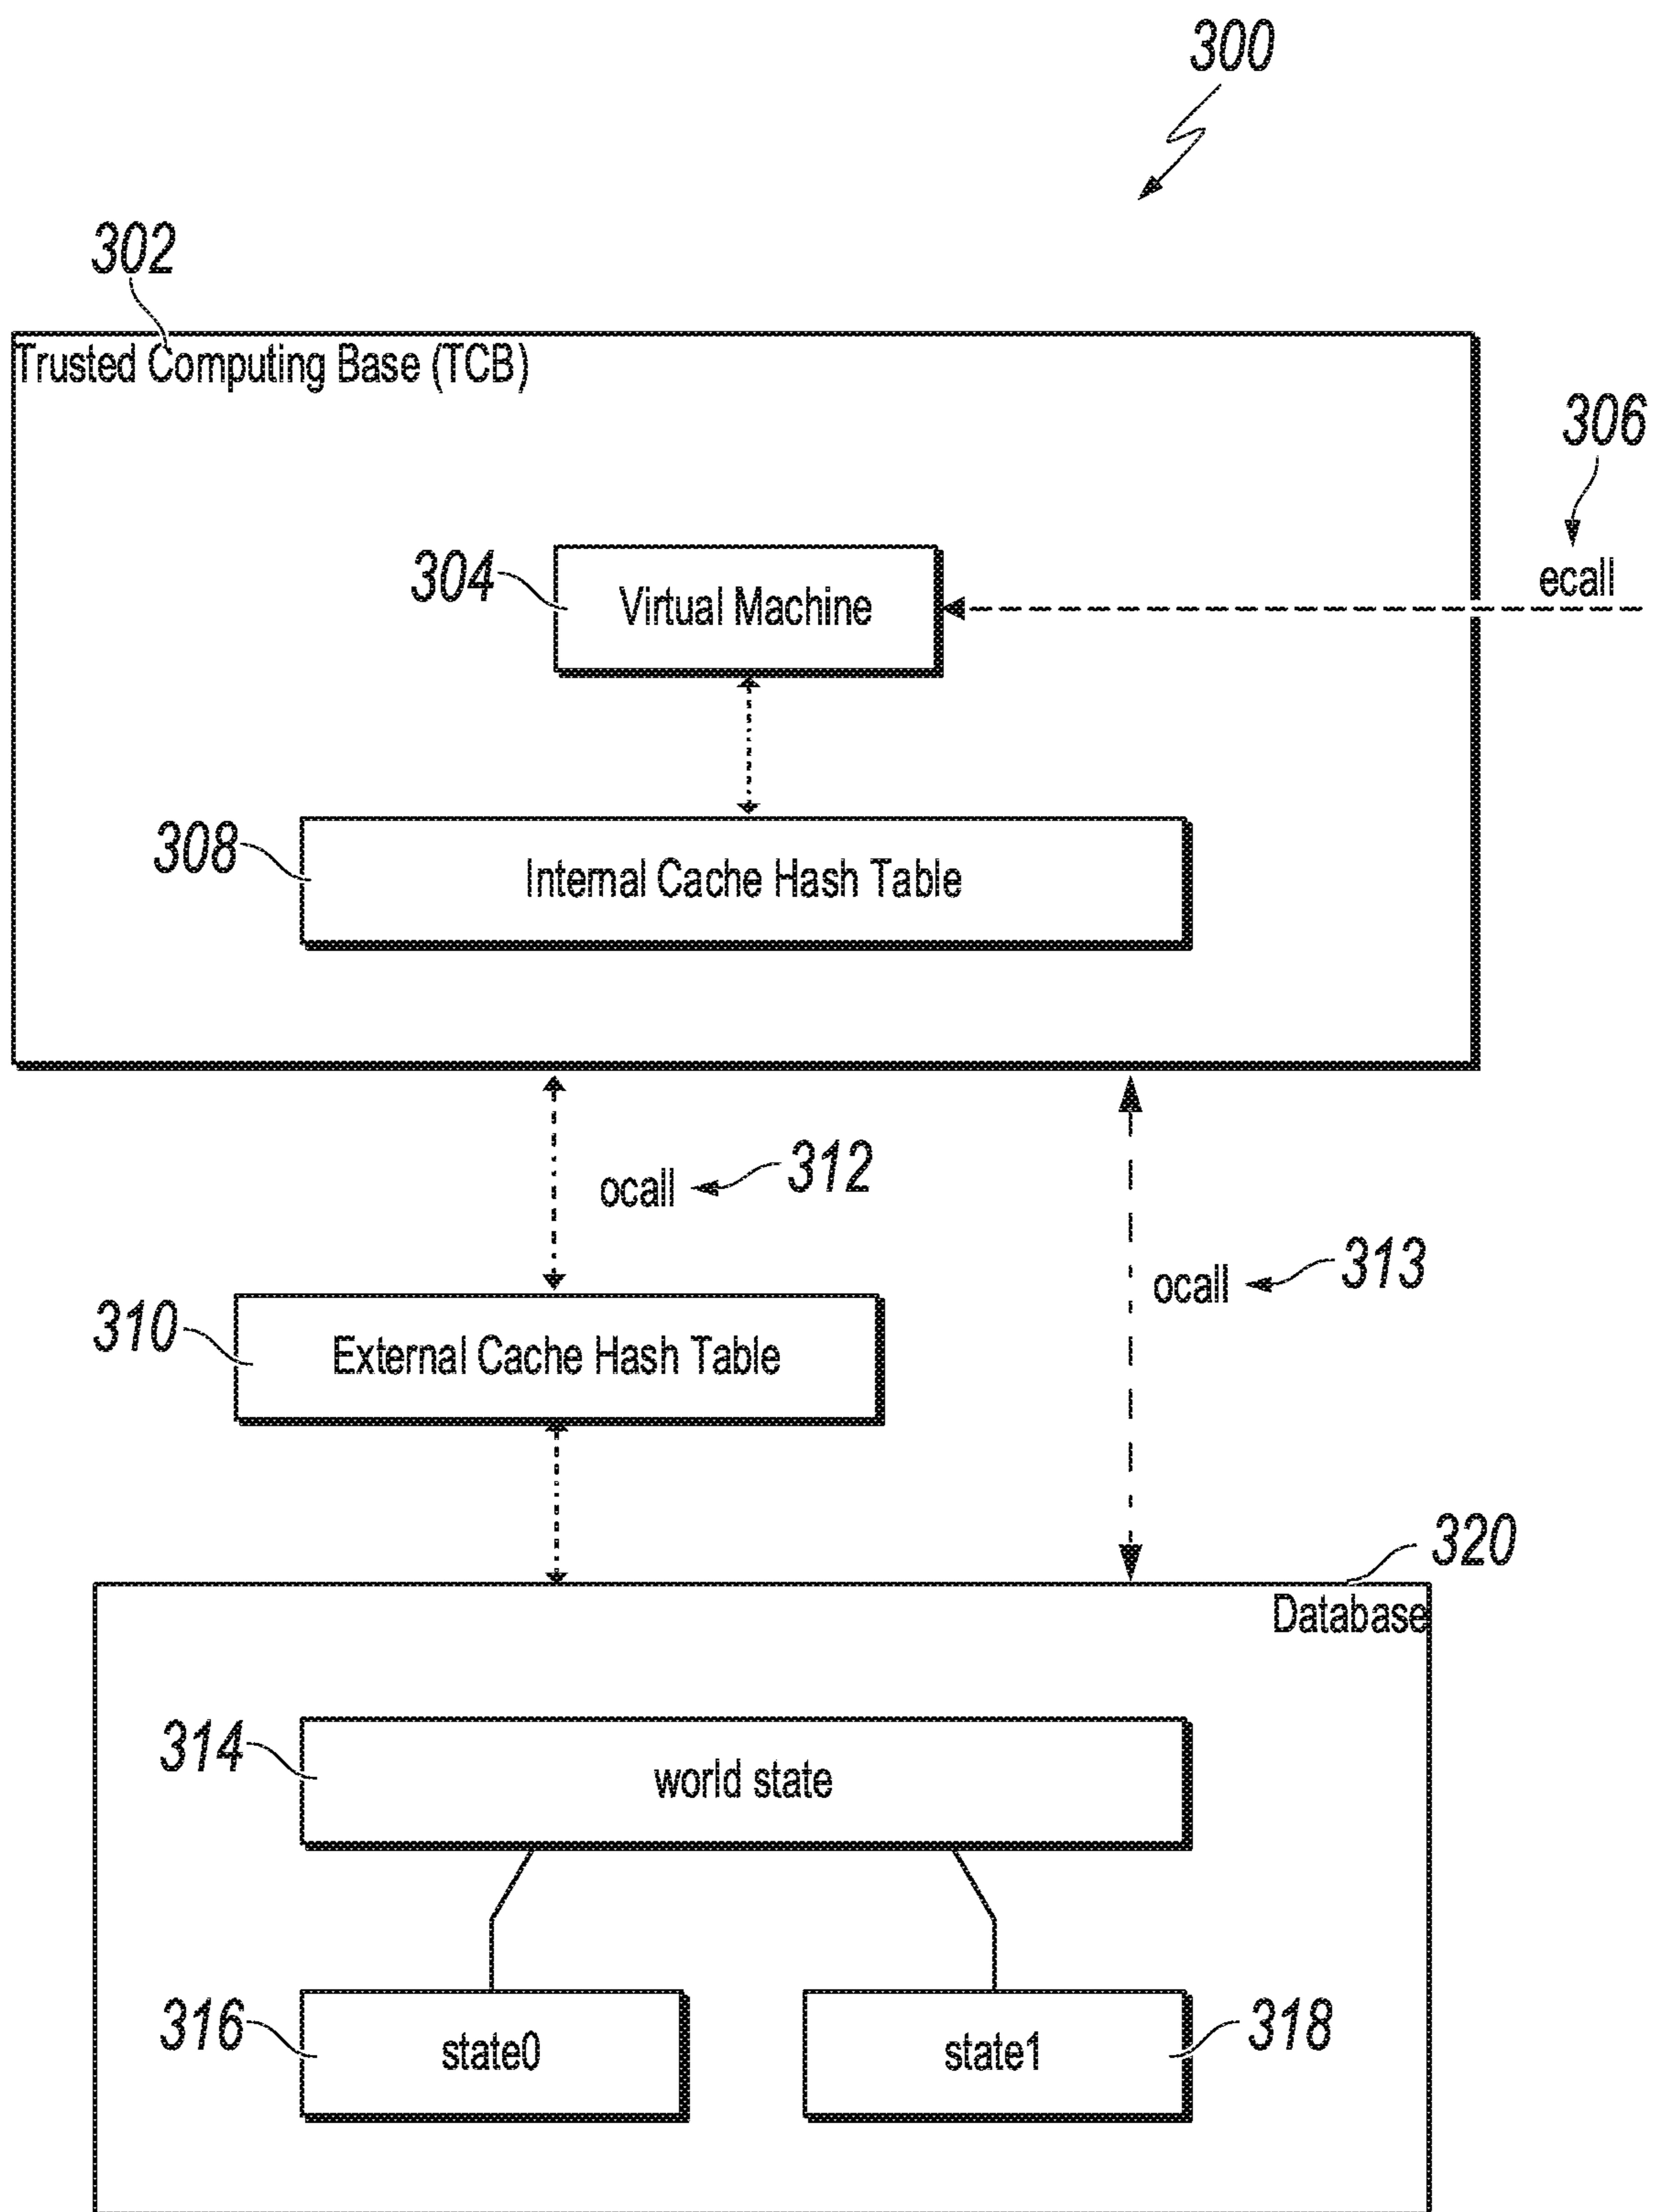 300
302
Trusted Computing Base (TCB)
306
ecall
304
Virtual Machine
308
Internal Cache Hash Table
ocall
312
ocall
313
310
External Cache Hash Table
320
Database
314
world state
316
state0
state1
318